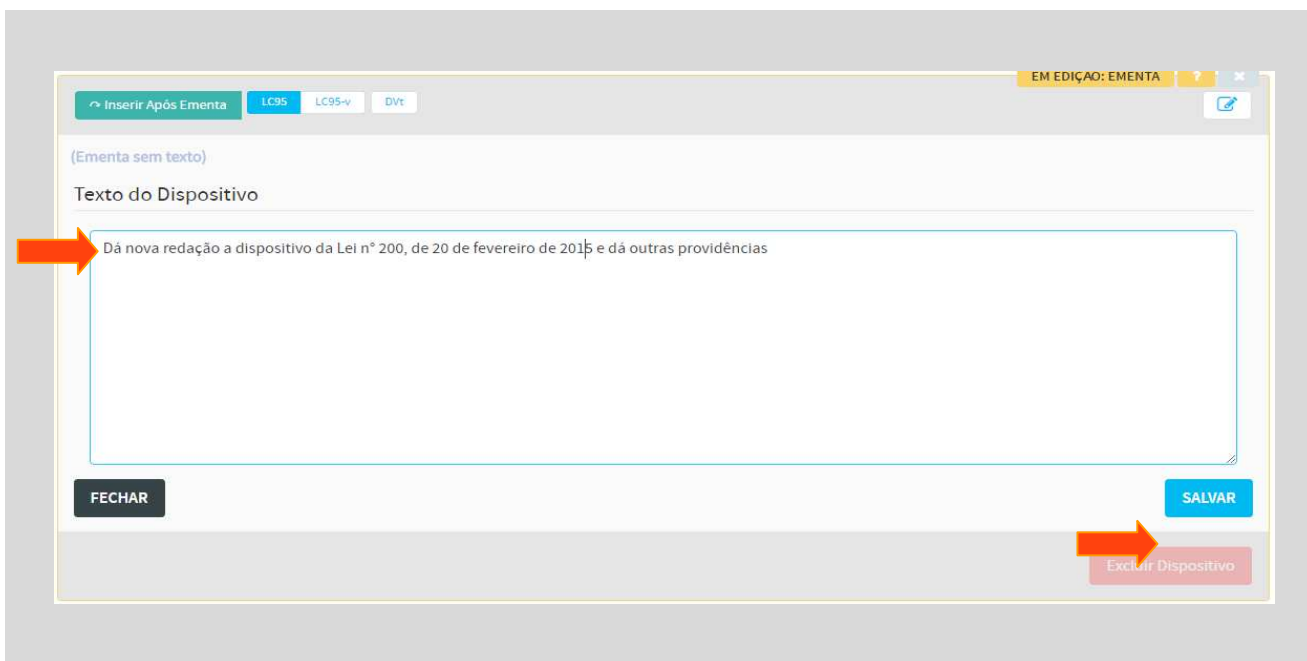 EM EDIÇÃO: EMENTA ? ×
↷ Inserir Após Ementa LC95 LC95-v DVt
(Ementa sem texto)
Texto do Dispositivo
Dá nova redação a dispositivo da Lei n° 200, de 20 de fevereiro de 2015 e dá outras providências
FECHAR SALVAR
Excluir Dispositivo